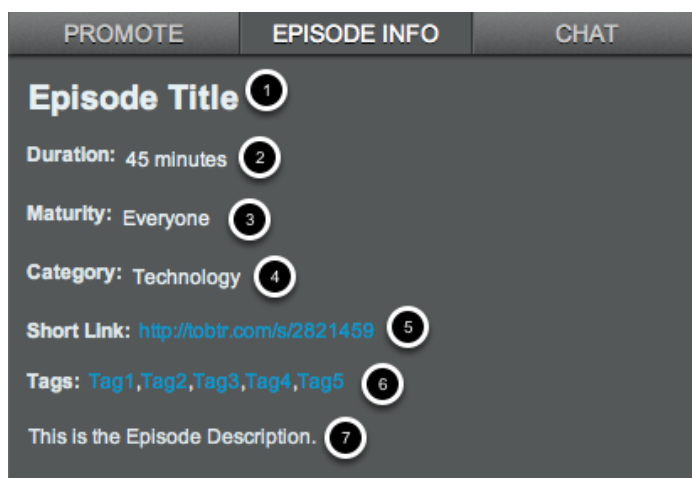 PROMOTE EPISODE INFO CHAT
Episode Title 1
Duration: 45 minutes 2
Maturity: Everyone 3
Category: Technology 4
Short Link: http://tobtr.com/s/2821459 5
Tags: Tag1,Tag2,Tag3,Tag4,Tag5 6
This is the Episode Description. 7